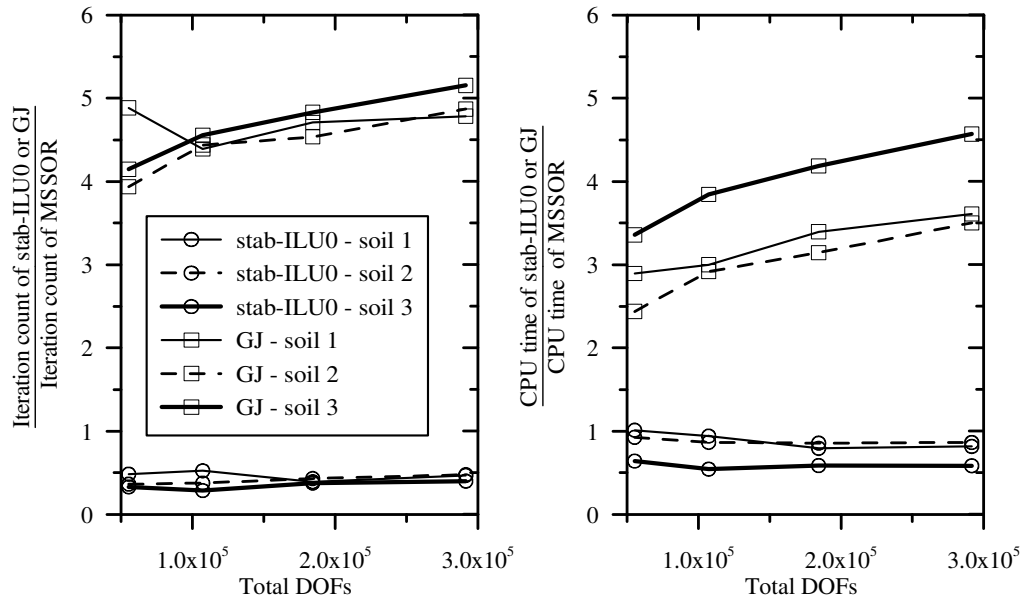 Iteration count of stab-ILU0 or GJ
Iteration count of MSSOR
6
5
4
3
2
1
0
stab-ILU0 - soil 1
stab-ILU0 - soil 2
stab-ILU0 - soil 3
GJ - soil 1
GJ - soil 2
GJ - soil 3
1.0x10⁵ 2.0x10⁵ 3.0x10⁵
Total DOFs
CPU time of stab-ILU0 or GJ
CPU time of MSSOR
6
5
4
3
2
1
0
1.0x10⁵ 2.0x10⁵ 3.0x10⁵
Total DOFs